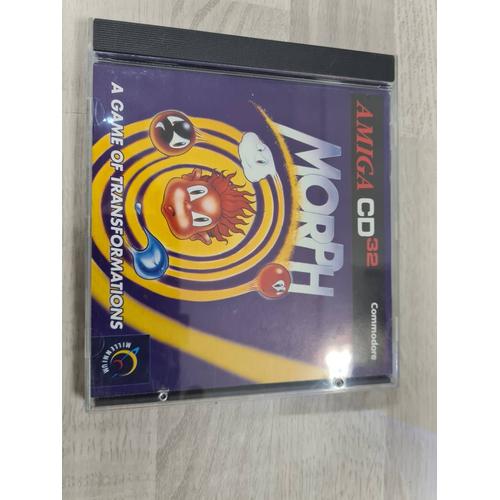 AMIGA CD32
Commodore
MORPH
A GAME OF TRANSFORMATIONS
MILLENNIUM